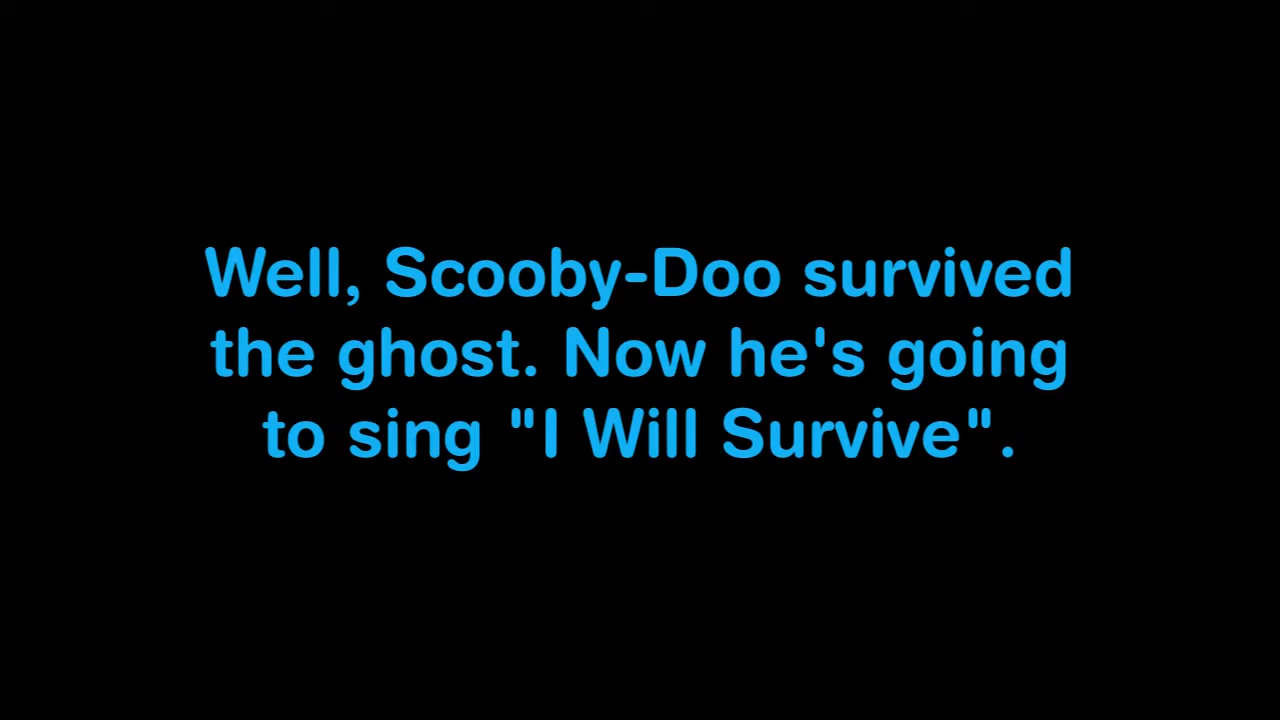 Well, Scooby-Doo survived
the ghost. Now he's going
to sing "I Will Survive".